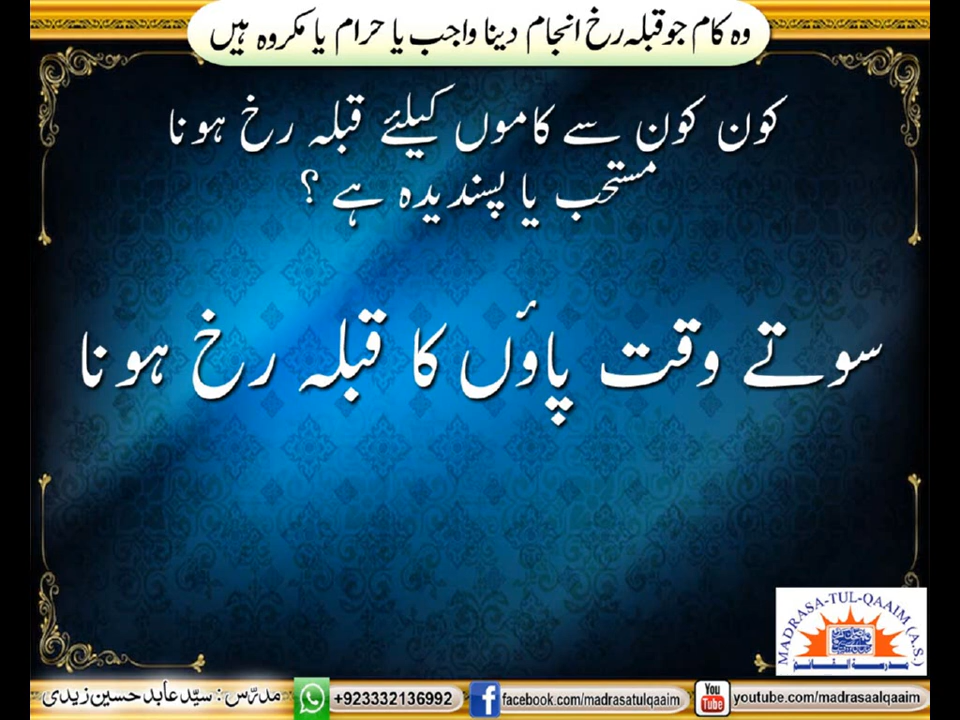 وہ کام جو قبلہ رخ انجام دینا واجب یا حرام یا مکروہ ہیں
کون کون سے کاموں کیلئے قبلہ رخ ہونا
مستحب یا پسندیدہ ہے ؟
سوتے وقت پاؤں کا قبلہ رخ ہونا
MADRASA-TUL-QAAIM (A.S.)
مدرسة القائم
مدرّس : سیّد عابد حسین زیدی
+923332136992
facebook.com/madrasatulqaaim
You Tube
youtube.com/madrasaalqaaim